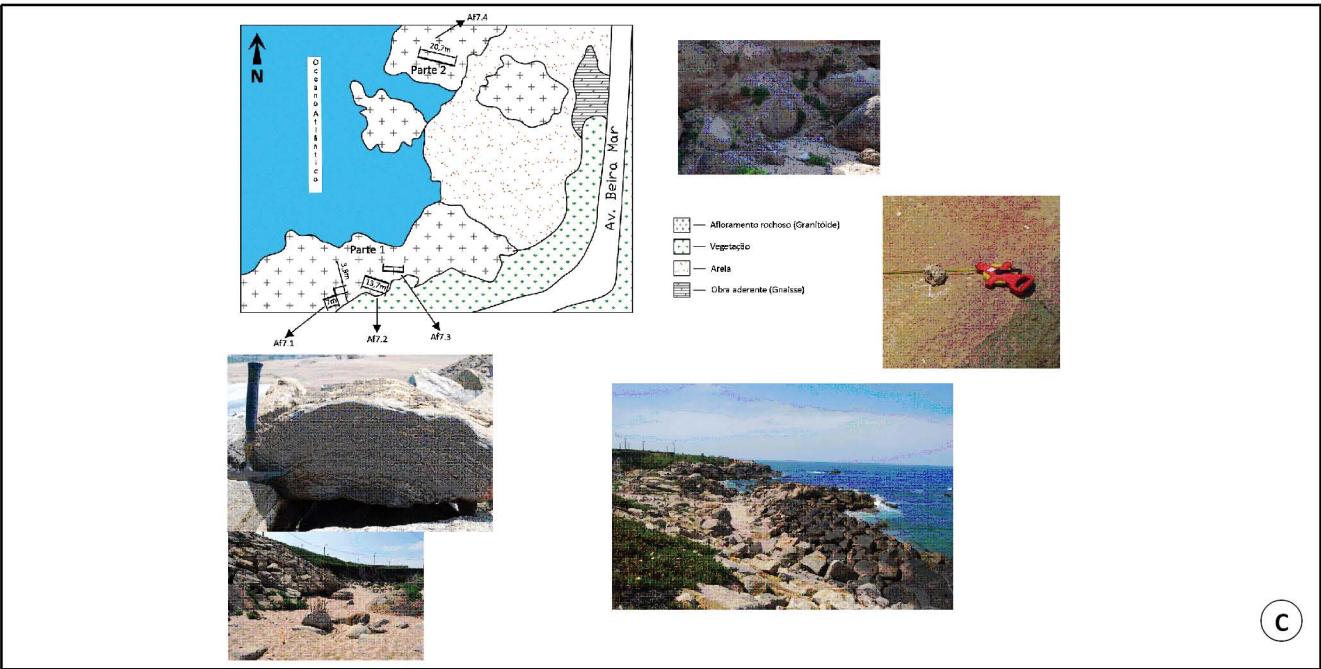 Af7.4
20,7m
Parte 2
N
Oceano Atlântico
Av. Beira Mar
Parte 1
3,9m
7m
13,7m
Af7.1
Af7.2
Af7.3
Afloramento rochoso (Granitóide)
Vegetação
Areia
Obra aderente (Gnaisse)
C